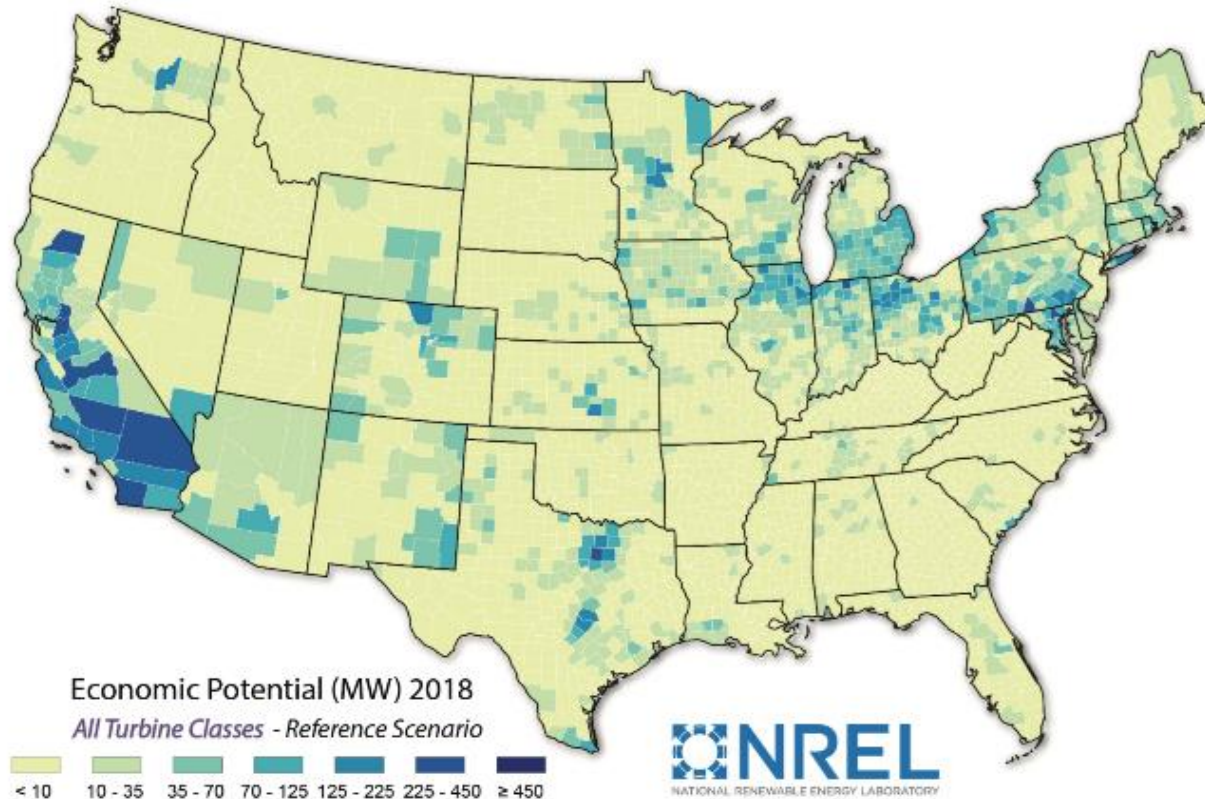 Economic Potential (MW) 2018
All Turbine Classes - Reference Scenario
< 10 10 - 35 35 - 70 70 - 125 125 - 225 225 - 450 ≥ 450
NREL
NATIONAL RENEWABLE ENERGY LABORATORY